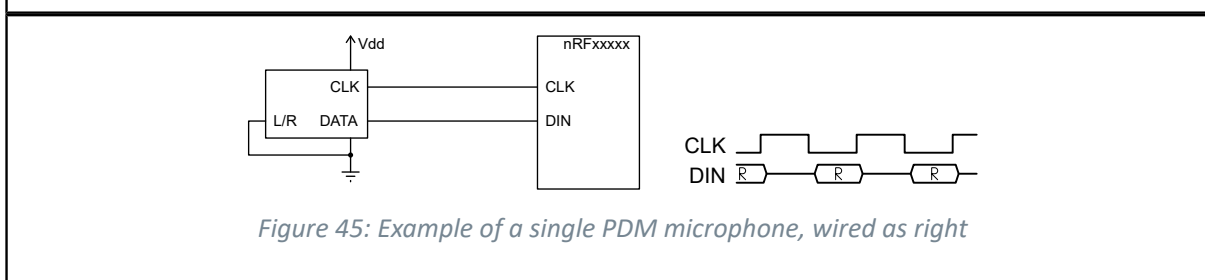 Vdd
nRFxxxxx
CLK
CLK
L/R DATA
DIN
CLK
DIN R R R
Figure 45: Example of a single PDM microphone, wired as right